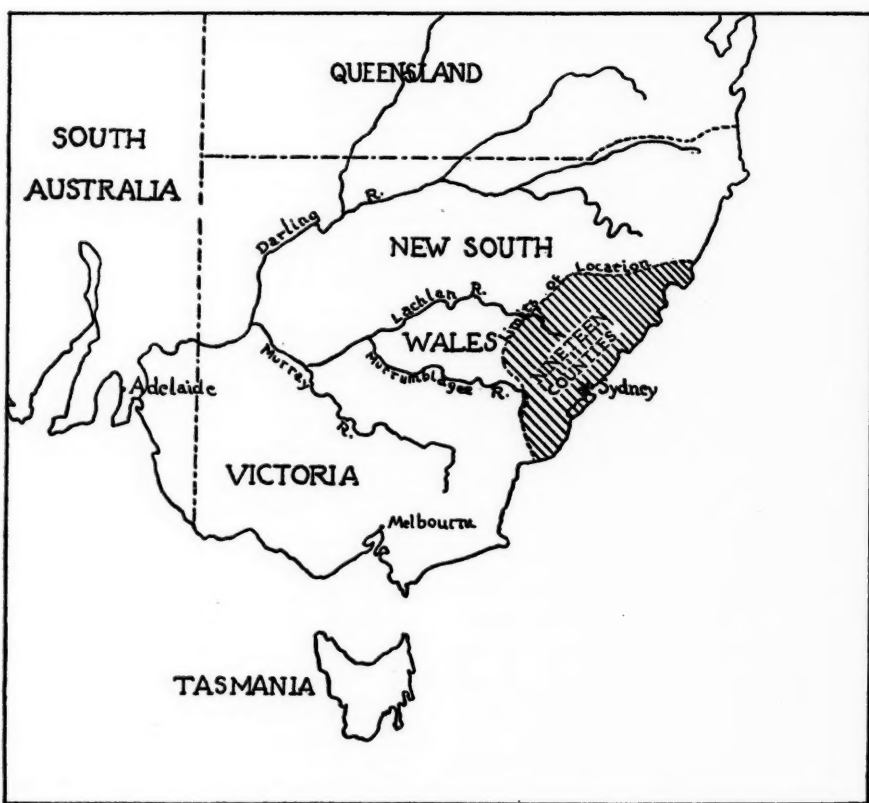 QUEENSLAND
SOUTH
AUSTRALIA
Darling R.
NEW SOUTH
Limits of Location
Lachlan R.
WALES
NINETEEN
COUNTIES
Murray R.
Murrumbiagee R.
Adelaide
Sydney
VICTORIA
Melbourne
TASMANIA